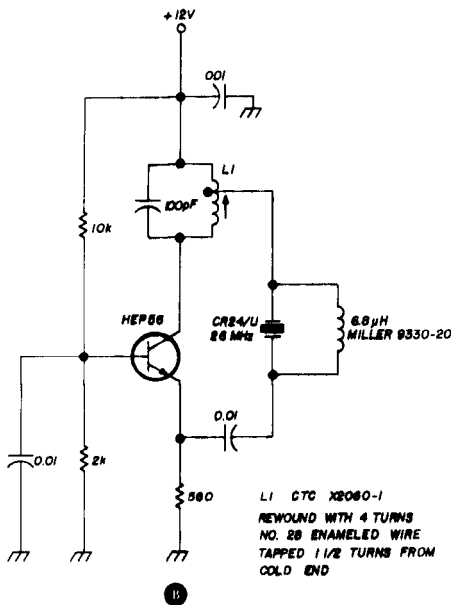 +12V
001
L1
100pF
10k
HEP56
CR24/U
26 MHz
6.8μH
MILLER 9330-20
0.01
0.01
2k
560
L1 CTC X2060-1
REWOUND WITH 4 TURNS
NO. 28 ENAMELED WIRE
TAPPED 1 1/2 TURNS FROM
COLD END
B